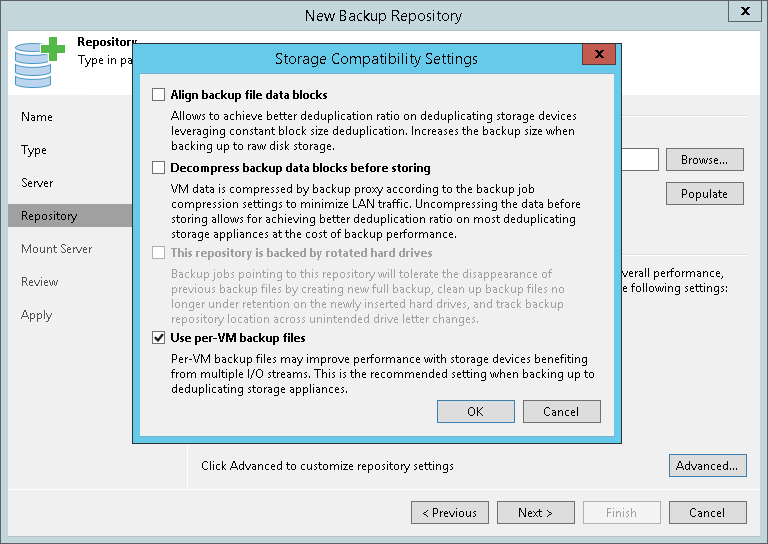 New Backup Repository
x
Repository
Type in pa
Storage Compatibility Settings
x
Align backup file data blocks
Allows to achieve better deduplication ratio on deduplicating storage devices
leveraging constant block size deduplication. Increases the backup size when
backing up to raw disk storage.
Decompress backup data blocks before storing
VM data is compressed by backup proxy according to the backup job
compression settings to minimize LAN traffic. Uncompressing the data before
storing allows for achieving better deduplication ratio on most deduplicating
storage appliances at the cost of backup performance.
This repository is backed by rotated hard drives
Backup jobs pointing to this repository will tolerate the disappearance of
previous backup files by creating new full backup, clean up backup files no
longer under retention on the newly inserted hard drives, and track backup
repository location across unintended drive letter changes.
Use per-VM backup files
Per-VM backup files may improve performance with storage devices benefiting
from multiple I/O streams. This is the recommended setting when backing up to
deduplicating storage appliances.
OK
Cancel
Name
Type
Server
Repository
Mount Server
Review
Apply
Browse...
Populate
verall performance,
e following settings:
Click Advanced to customize repository settings
Advanced...
< Previous
Next >
Finish
Cancel